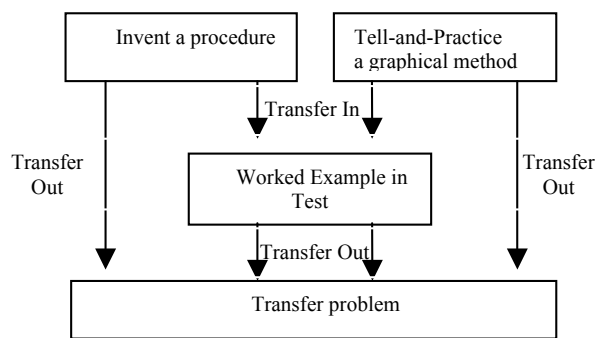 Invent a procedure
Tell-and-Practice
a graphical method
Transfer In
Transfer
Out
Transfer
Out
Worked Example in
Test
Transfer Out
Transfer problem